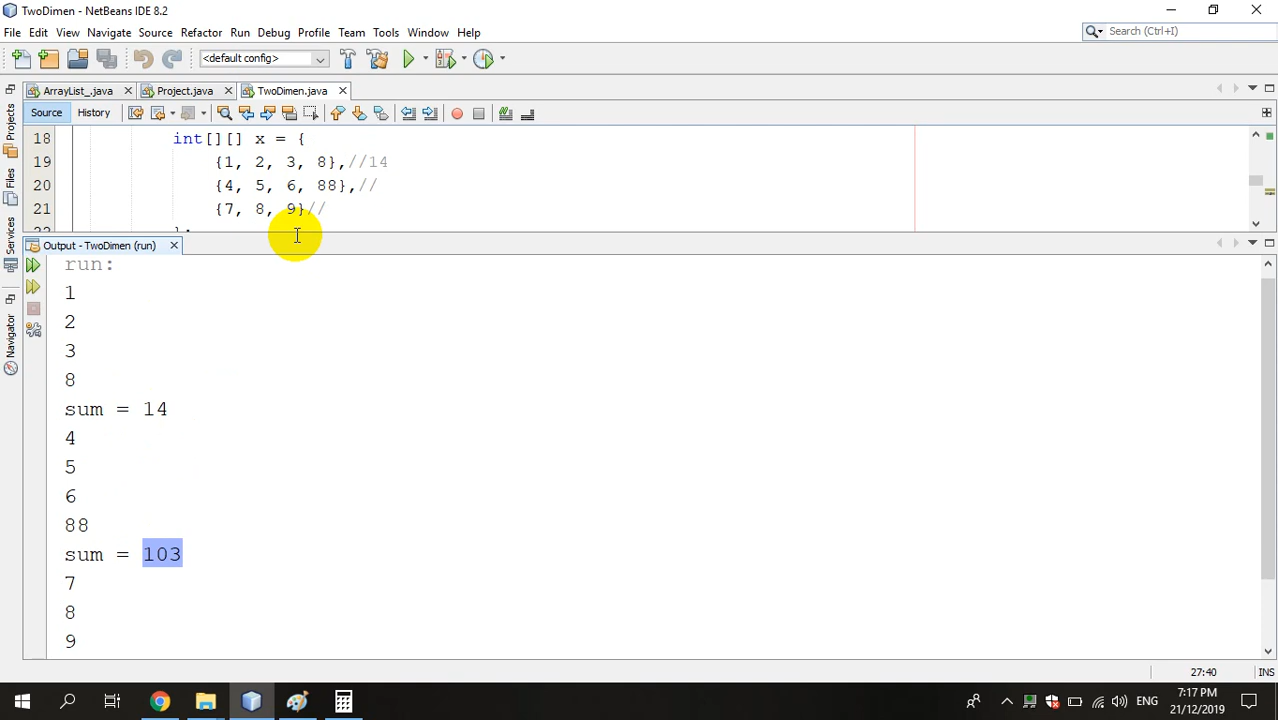 TwoDimen - NetBeans IDE 8.2
File Edit View Navigate Source Refactor Run Debug Profile Team Tools Window Help
Search (Ctrl+I)
<default config>
ArrayList_.java Project.java TwoDimen.java
Source History
Projects
Files
Services
Navigator
18 int[][] x = {
19 {1, 2, 3, 8},//14
20 {4, 5, 6, 88},//
21 {7, 8, 9}//
Output - TwoDimen (run)
run:
1
2
3
8
sum = 14
4
5
6
88
sum = 103
7
8
9
27:40 INS
ENG
7:17 PM
21/12/2019